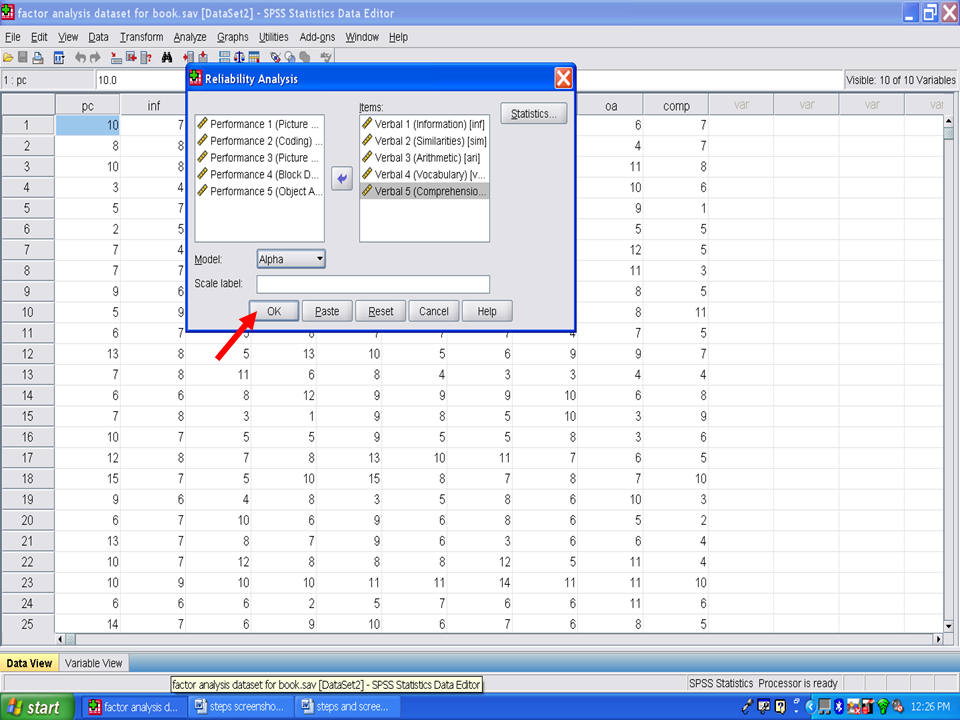 factor analysis dataset for book.sav [DataSet2] - SPSS Statistics Data Editor
File Edit View Data Transform Analyze Graphs Utilities Add-ons Window Help
1 : pc 10.0 Visible: 10 of 10 Variables
Reliability Analysis
Items:
Statistics...
Performance 1 (Picture ...
Performance 2 (Coding) ...
Performance 3 (Picture ...
Performance 4 (Block D...
Performance 5 (Object A...
Verbal 1 (Information) [inf]
Verbal 2 (Similarities) [sim]
Verbal 3 (Arithmetic) [ari]
Verbal 4 (Vocabulary) [v...
Verbal 5 (Comprehensio...
Model: Alpha
Scale label:
OK Paste Reset Cancel Help
pc inf oa comp var var var var
1 10 7 6 7
2 8 8 4 7
3 10 8 11 8
4 3 4 10 6
5 5 7 9 1
6 2 5 5 5
7 7 4 12 5
8 7 7 11 3
9 9 6 8 5
10 5 9 8 11
11 6 7 7 5
12 13 8 5 13 10 5 6 9 9 7
13 7 8 11 6 8 4 3 3 4 4
14 6 6 8 12 9 9 9 10 6 8
15 7 8 3 1 9 8 5 10 3 9
16 10 7 5 5 9 5 5 8 3 6
17 12 8 7 8 13 10 11 7 6 5
18 15 7 5 10 15 8 7 8 7 10
19 9 6 4 8 3 5 8 6 10 3
20 6 7 10 6 9 6 8 6 5 2
21 13 7 8 7 9 6 3 6 6 4
22 10 7 12 8 8 8 12 5 11 4
23 10 9 10 10 11 11 14 11 11 10
24 6 6 6 2 5 7 6 6 11 6
25 14 7 6 9 10 6 7 6 8 5
Data View Variable View
factor analysis dataset for book.sav [DataSet2] - SPSS Statistics Data Editor
SPSS Statistics Processor is ready
start
factor analysis d...
steps screensho...
steps and scree...
12:26 PM